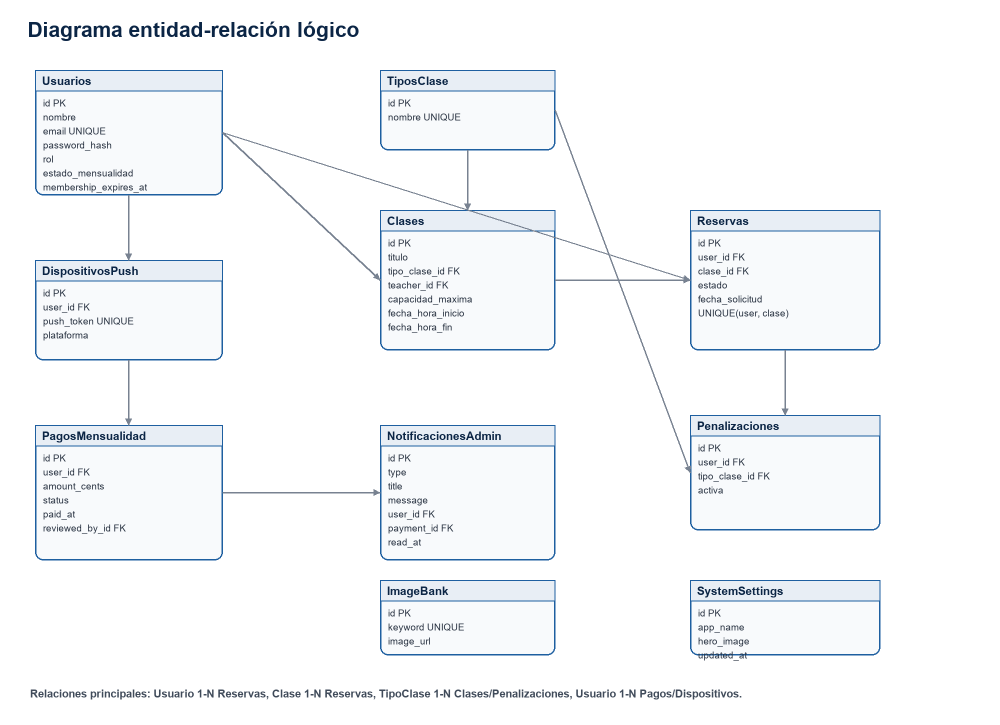 Diagrama entidad-relación lógico
Usuarios
id PK
nombre
email UNIQUE
password_hash
rol
estado_mensualidad
membership_expires_at
TiposClase
id PK
nombre UNIQUE
Clases
id PK
titulo
tipo_clase_id FK
teacher_id FK
capacidad_maxima
fecha_hora_inicio
fecha_hora_fin
Reservas
id PK
user_id FK
clase_id FK
estado
fecha_solicitud
UNIQUE(user, clase)
DispositivosPush
id PK
user_id FK
push_token UNIQUE
plataforma
PagosMensualidad
id PK
user_id FK
amount_cents
status
paid_at
reviewed_by_id FK
NotificacionesAdmin
id PK
type
title
message
user_id FK
payment_id FK
read_at
Penalizaciones
id PK
user_id FK
tipo_clase_id FK
activa
ImageBank
id PK
keyword UNIQUE
image_url
SystemSettings
id PK
app_name
hero_image
updated_at
Relaciones principales: Usuario 1-N Reservas, Clase 1-N Reservas, TipoClase 1-N Clases/Penalizaciones, Usuario 1-N Pagos/Dispositivos.